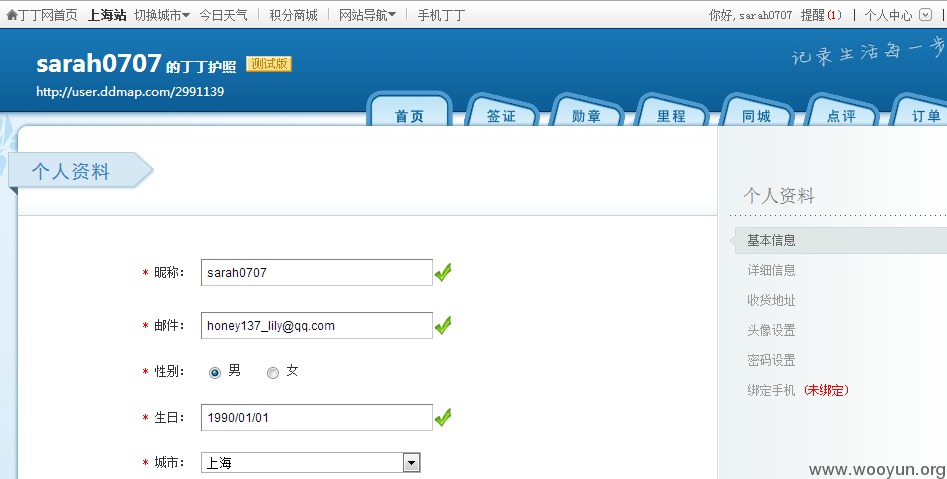 丁丁网首页 上海站 切换城市 今日天气 积分商城 网站导航 手机丁丁 你好, sarah0707 提醒(1) 个人中心
sarah0707 的丁丁护照 测试版
记录生活每一步
http://user.ddmap.com/2991139
首页 签证 勋章 里程 同城 点评 订单
个人资料
* 昵称: sarah0707
* 邮件: honey137_lily@qq.com
* 性别: 男 女
* 生日: 1990/01/01
* 城市: 上海
个人资料
基本信息
详细信息
收货地址
头像设置
密码设置
绑定手机 (未绑定)
www.wooyun.org